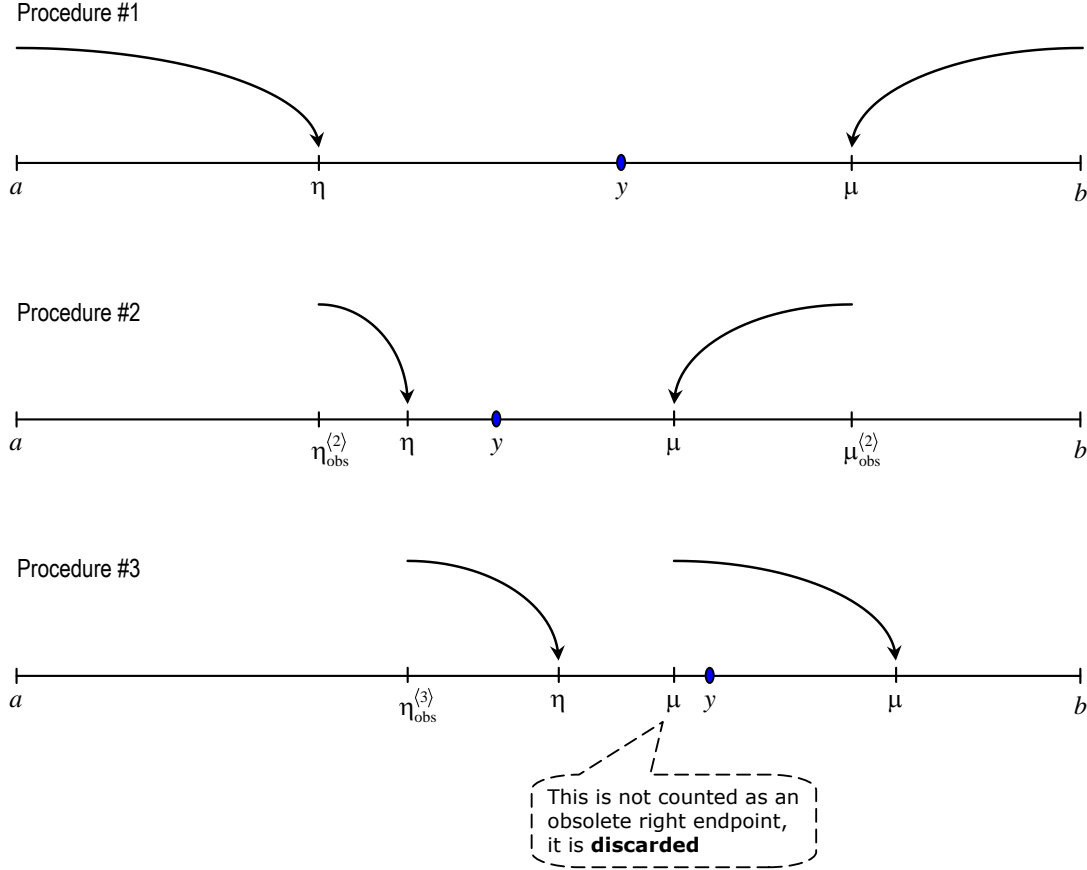 Procedure #1
a η y μ b
Procedure #2
a η⟨2⟩obs η y μ μ⟨2⟩obs b
Procedure #3
a η⟨3⟩obs η μ y μ b
This is not counted as an
obsolete right endpoint,
it is discarded